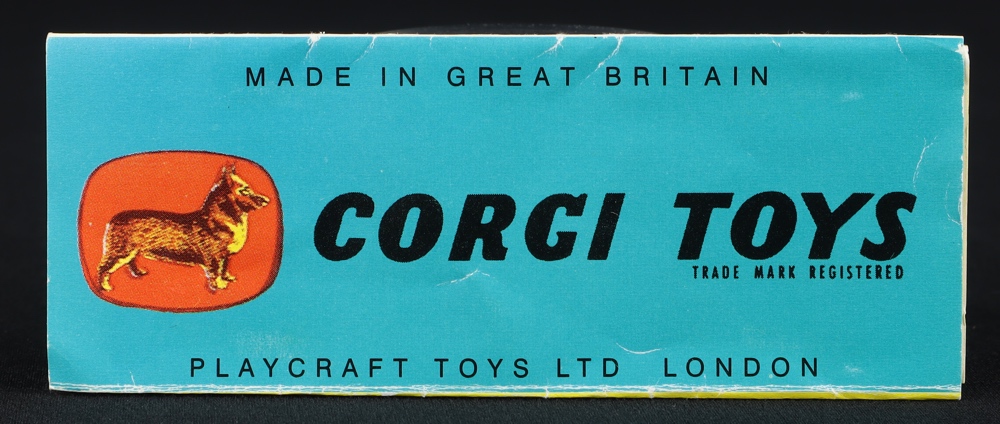 MADE IN GREAT BRITAIN
CORGI TOYS
TRADE MARK REGISTERED
PLAYCRAFT TOYS LTD LONDON